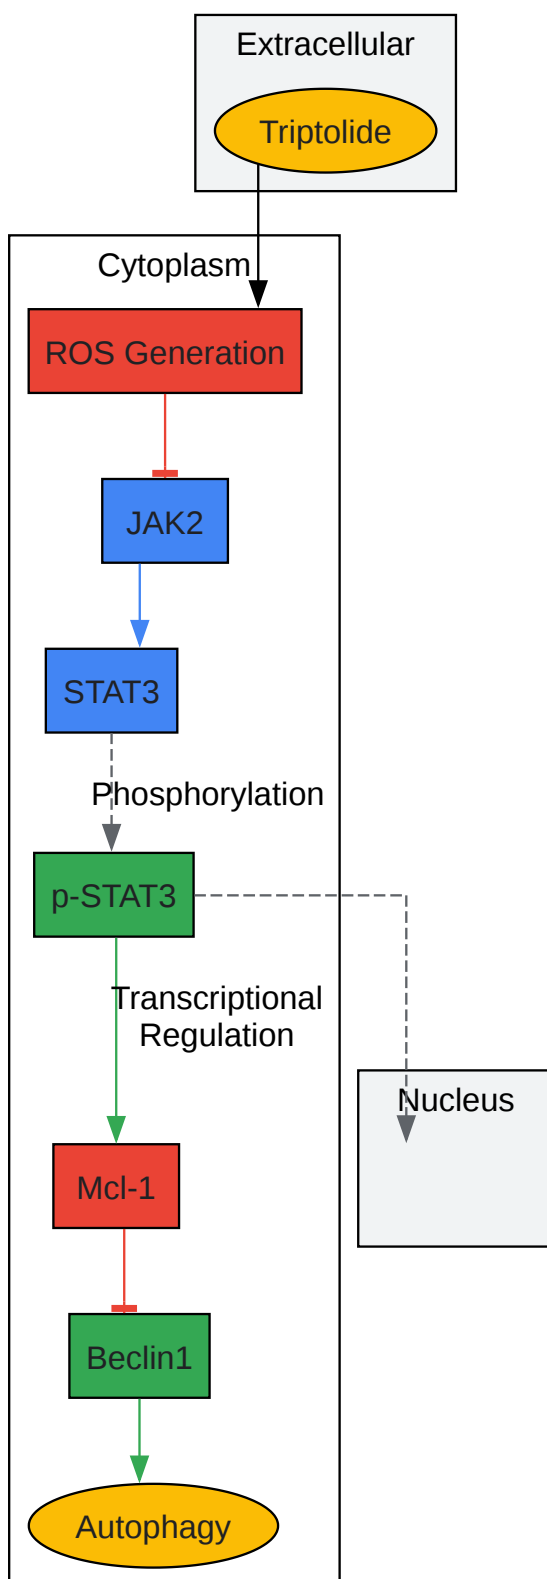 Extracellular
Triptolide
Cytoplasm
ROS Generation
JAK2
STAT3
Phosphorylation
p-STAT3
Transcriptional
Regulation
Nucleus
Mcl-1
Beclin1
Autophagy